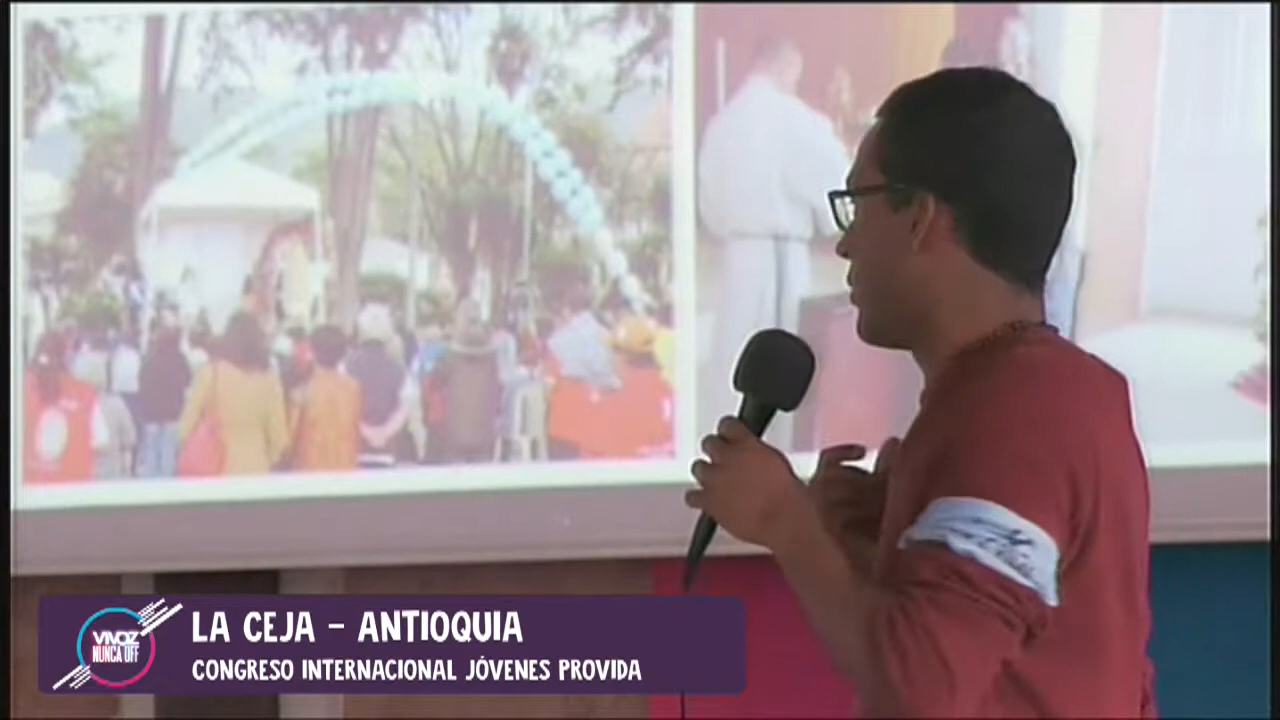 VIVOZ
NUNCA OFF
LA CEJA – ANTIOQUIA
CONGRESO INTERNACIONAL JÓVENES PROVIDA